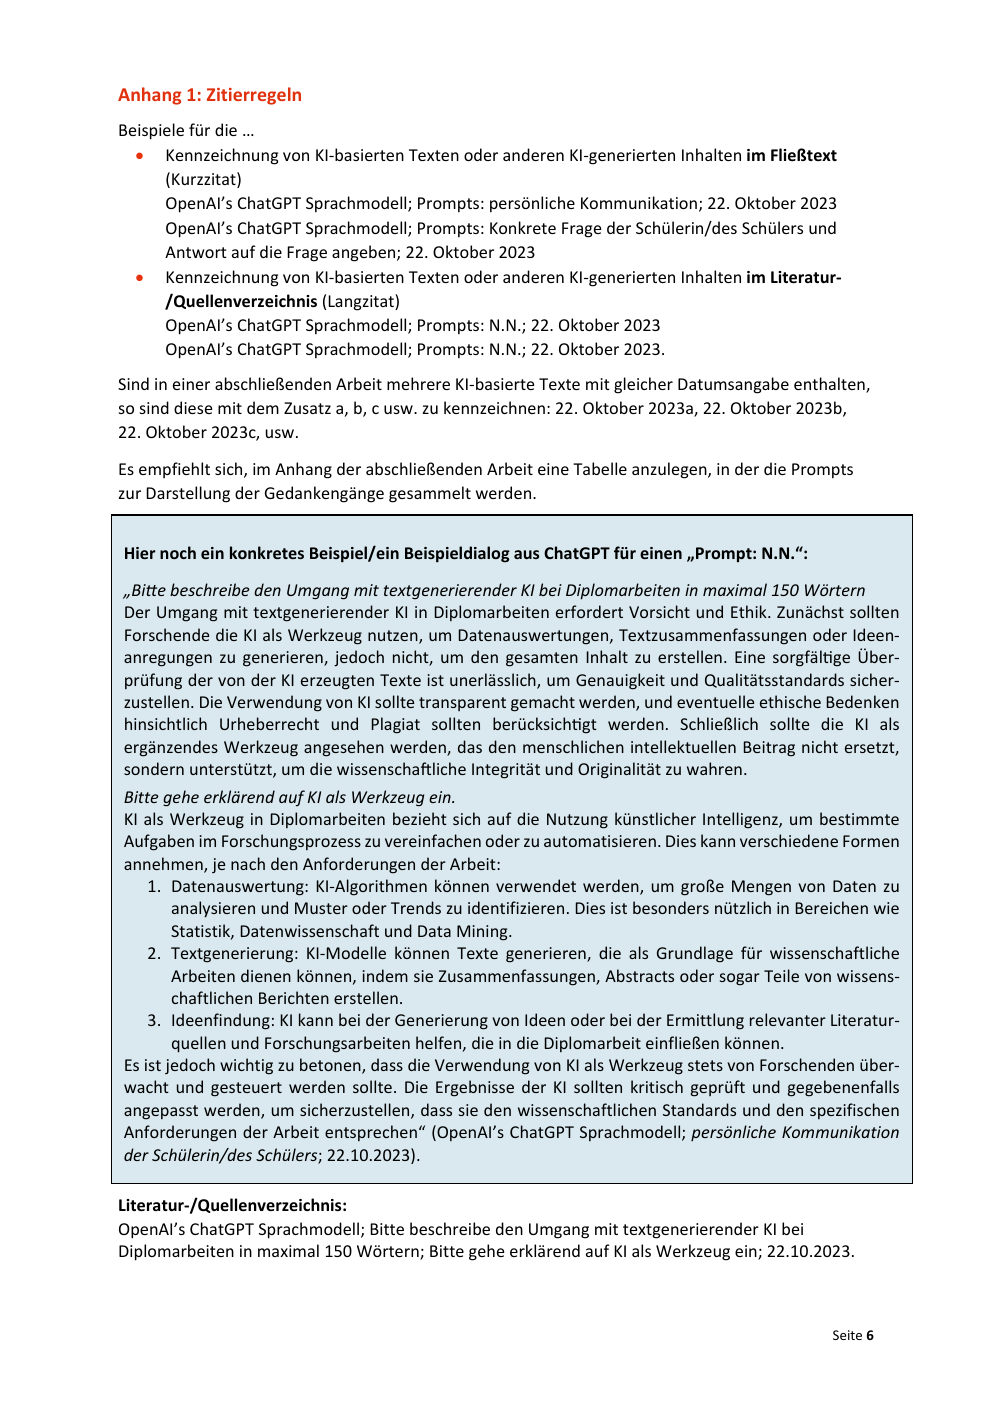 Anhang 1: Zitierregeln
Beispiele für die …
• Kennzeichnung von KI-basierten Texten oder anderen KI-generierten Inhalten im Fließtext
(Kurzzitat)
OpenAI’s ChatGPT Sprachmodell; Prompts: persönliche Kommunikation; 22. Oktober 2023
OpenAI’s ChatGPT Sprachmodell; Prompts: Konkrete Frage der Schülerin/des Schülers und
Antwort auf die Frage angeben; 22. Oktober 2023
• Kennzeichnung von KI-basierten Texten oder anderen KI-generierten Inhalten im Literatur-
/Quellenverzeichnis (Langzitat)
OpenAI’s ChatGPT Sprachmodell; Prompts: N.N.; 22. Oktober 2023
OpenAI’s ChatGPT Sprachmodell; Prompts: N.N.; 22. Oktober 2023.
Sind in einer abschließenden Arbeit mehrere KI-basierte Texte mit gleicher Datumsangabe enthalten,
so sind diese mit dem Zusatz a, b, c usw. zu kennzeichnen: 22. Oktober 2023a, 22. Oktober 2023b,
22. Oktober 2023c, usw.
Es empfiehlt sich, im Anhang der abschließenden Arbeit eine Tabelle anzulegen, in der die Prompts
zur Darstellung der Gedankengänge gesammelt werden.
Hier noch ein konkretes Beispiel/ein Beispieldialog aus ChatGPT für einen „Prompt: N.N.“:
„Bitte beschreibe den Umgang mit textgenerierender KI bei Diplomarbeiten in maximal 150 Wörtern
Der Umgang mit textgenerierender KI in Diplomarbeiten erfordert Vorsicht und Ethik. Zunächst sollten
Forschende die KI als Werkzeug nutzen, um Datenauswertungen, Textzusammenfassungen oder Ideen-
anregungen zu generieren, jedoch nicht, um den gesamten Inhalt zu erstellen. Eine sorgfältige Über-
prüfung der von der KI erzeugten Texte ist unerlässlich, um Genauigkeit und Qualitätsstandards sicher-
zustellen. Die Verwendung von KI sollte transparent gemacht werden, und eventuelle ethische Bedenken
hinsichtlich Urheberrecht und Plagiat sollten berücksichtigt werden. Schließlich sollte die KI als
ergänzendes Werkzeug angesehen werden, das den menschlichen intellektuellen Beitrag nicht ersetzt,
sondern unterstützt, um die wissenschaftliche Integrität und Originalität zu wahren.
Bitte gehe erklärend auf KI als Werkzeug ein.
KI als Werkzeug in Diplomarbeiten bezieht sich auf die Nutzung künstlicher Intelligenz, um bestimmte
Aufgaben im Forschungsprozess zu vereinfachen oder zu automatisieren. Dies kann verschiedene Formen
annehmen, je nach den Anforderungen der Arbeit:
1. Datenauswertung: KI-Algorithmen können verwendet werden, um große Mengen von Daten zu
analysieren und Muster oder Trends zu identifizieren. Dies ist besonders nützlich in Bereichen wie
Statistik, Datenwissenschaft und Data Mining.
2. Textgenerierung: KI-Modelle können Texte generieren, die als Grundlage für wissenschaftliche
Arbeiten dienen können, indem sie Zusammenfassungen, Abstracts oder sogar Teile von wissens-
chaftlichen Berichten erstellen.
3. Ideenfindung: KI kann bei der Generierung von Ideen oder bei der Ermittlung relevanter Literatur-
quellen und Forschungsarbeiten helfen, die in die Diplomarbeit einfließen können.
Es ist jedoch wichtig zu betonen, dass die Verwendung von KI als Werkzeug stets von Forschenden über-
wacht und gesteuert werden sollte. Die Ergebnisse der KI sollten kritisch geprüft und gegebenenfalls
angepasst werden, um sicherzustellen, dass sie den wissenschaftlichen Standards und den spezifischen
Anforderungen der Arbeit entsprechen“ (OpenAI’s ChatGPT Sprachmodell; persönliche Kommunikation
der Schülerin/des Schülers; 22.10.2023).
Literatur-/Quellenverzeichnis:
OpenAI’s ChatGPT Sprachmodell; Bitte beschreibe den Umgang mit textgenerierender KI bei
Diplomarbeiten in maximal 150 Wörtern; Bitte gehe erklärend auf KI als Werkzeug ein; 22.10.2023.
Seite 6